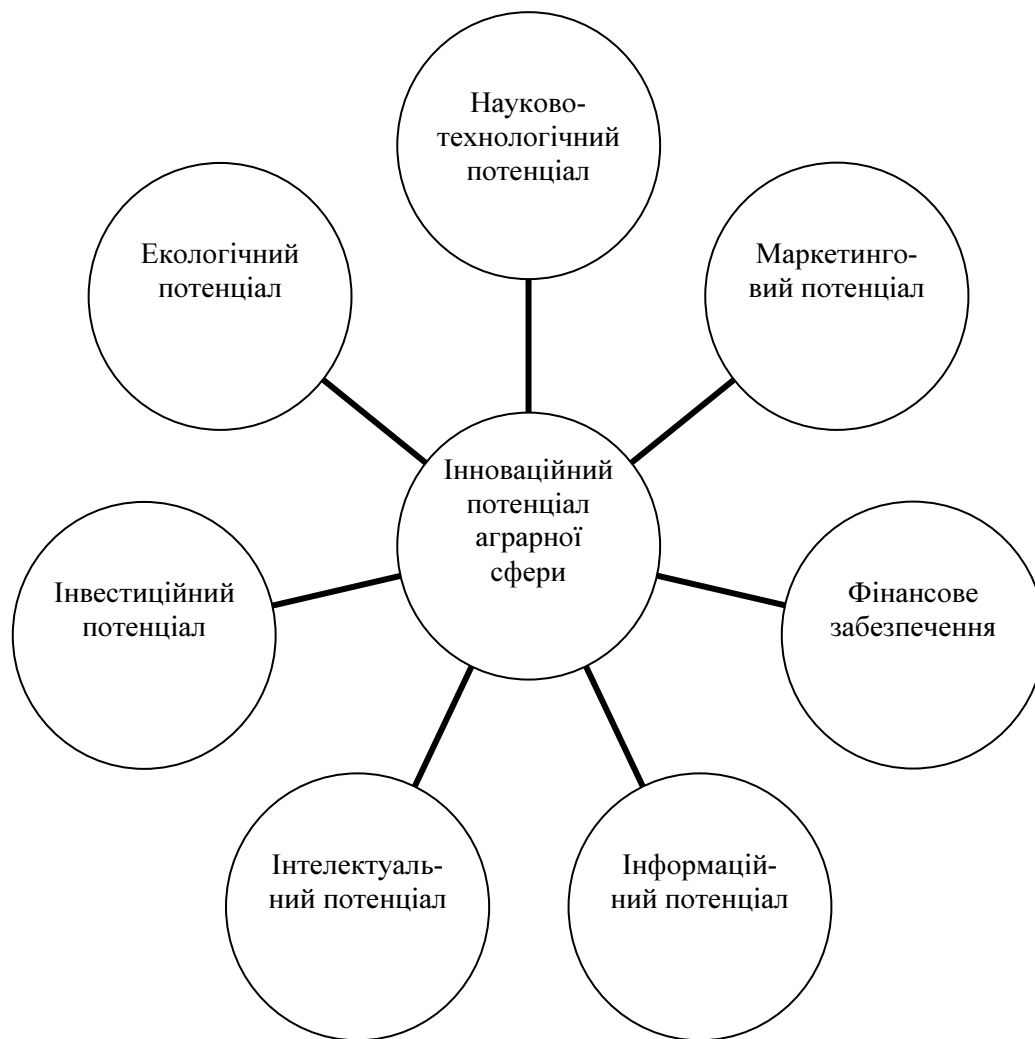 Науково-
технологічний
потенціал
Екологічний
потенціал
Маркетинго-
вий потенціал
Інноваційний
потенціал
аграрної
сфери
Інвестиційний
потенціал
Фінансове
забезпечення
Інтелектуаль-
ний потенціал
Інформацій-
ний потенціал